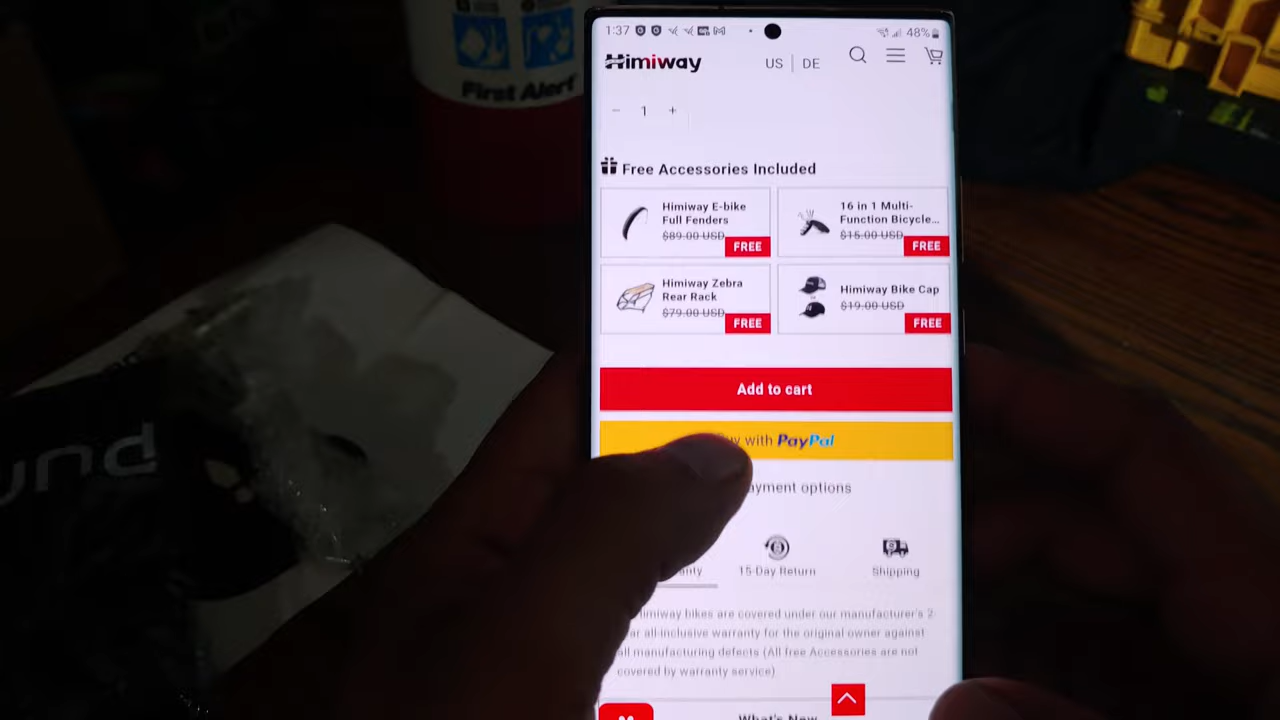 First Alert
1:37
48%
Himiway
US | DE
− 1 +
Free Accessories Included
Himiway E-bike
Full Fenders
$89.00 USD
FREE
16 in 1 Multi-
Function Bicycle...
$15.00 USD
FREE
Himiway Zebra
Rear Rack
$79.00 USD
FREE
Himiway Bike Cap
$19.00 USD
FREE
Add to cart
with PayPal
options
15-Day Return
Shipping
bikes are covered under our manufacturer's 2
all-inclusive warranty for the original owner against
all manufacturing defects (All free Accessories are not
covered by warranty service)
What's New